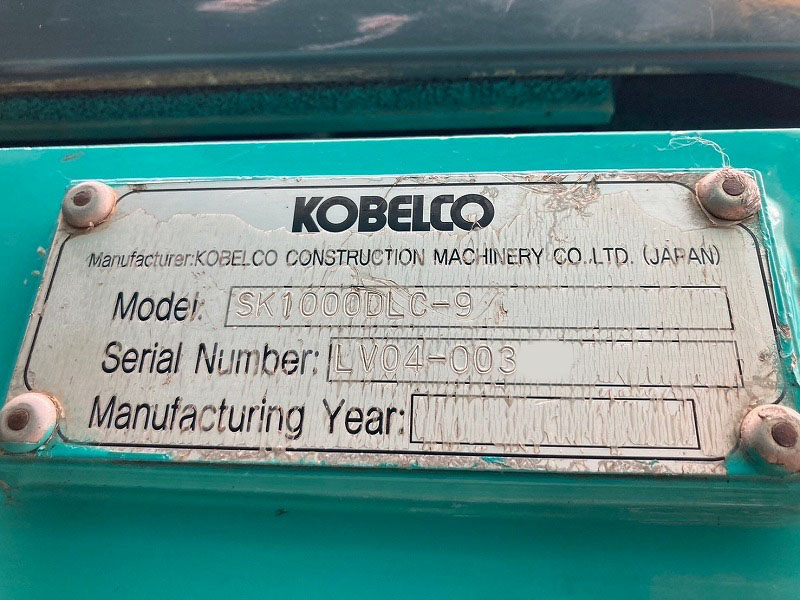 KOBELCO
Manufacturer:KOBELCO CONSTRUCTION MACHINERY CO.,LTD. (JAPAN)
Model: SK1000DLC-9
Serial Number: LV04-003
Manufacturing Year: